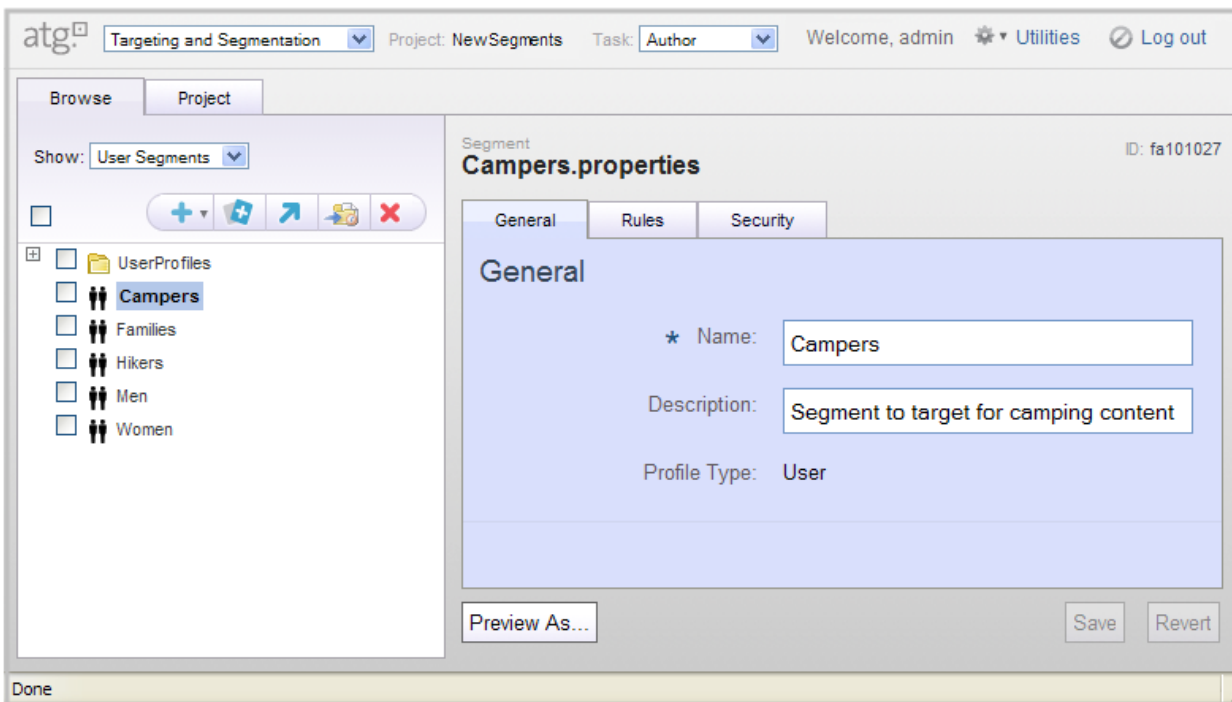 atg Targeting and Segmentation Project: NewSegments Task: Author Welcome, admin Utilities Log out
Browse Project
Show: User Segments
UserProfiles
Campers
Families
Hikers
Men
Women
Segment
Campers.properties
ID: fa101027
General Rules Security
General
* Name: Campers
Description: Segment to target for camping content
Profile Type: User
Preview As... Save Revert
Done